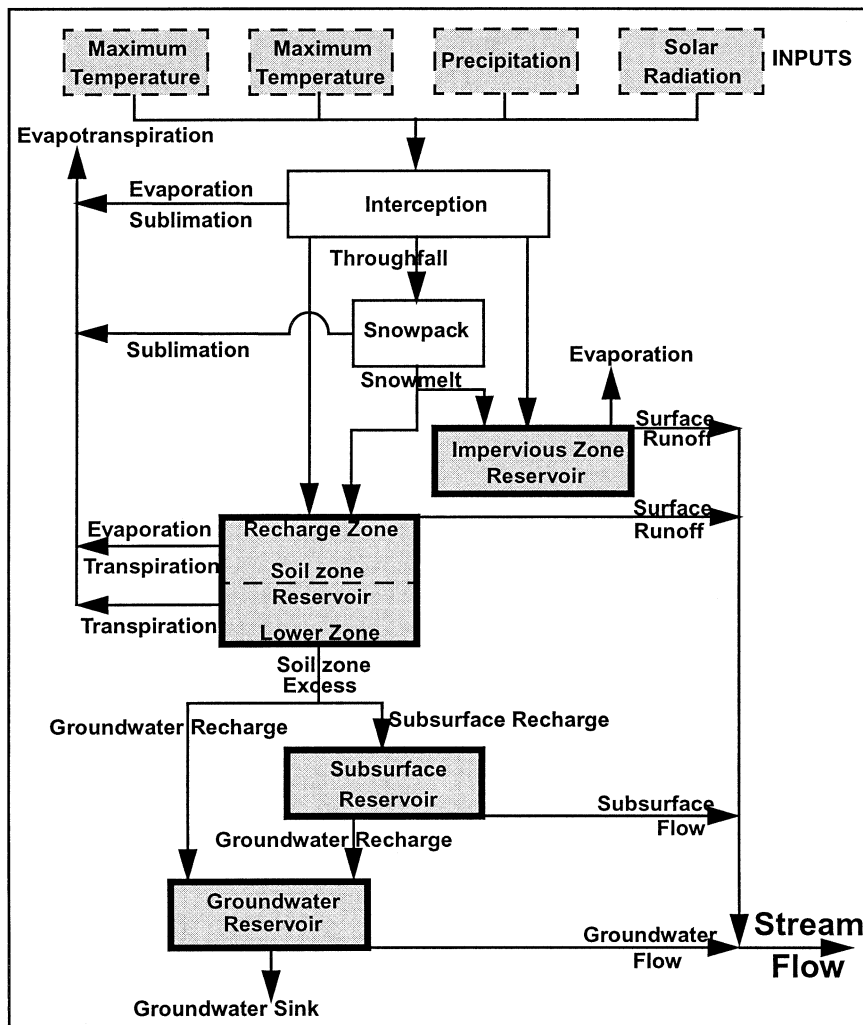 Maximum
Temperature
Maximum
Temperature
Precipitation
Solar
Radiation
INPUTS
Evapotranspiration
Evaporation
Sublimation
Interception
Throughfall
Snowpack
Sublimation
Snowmelt
Evaporation
Impervious Zone
Reservoir
Surface
Runoff
Recharge Zone
Soil zone
Reservoir
Lower Zone
Surface
Runoff
Evaporation
Transpiration
Transpiration
Soil zone
Excess
Groundwater Recharge
Subsurface Recharge
Subsurface
Reservoir
Subsurface
Flow
Groundwater Recharge
Groundwater
Reservoir
Groundwater
Flow
Stream
Flow
Groundwater Sink